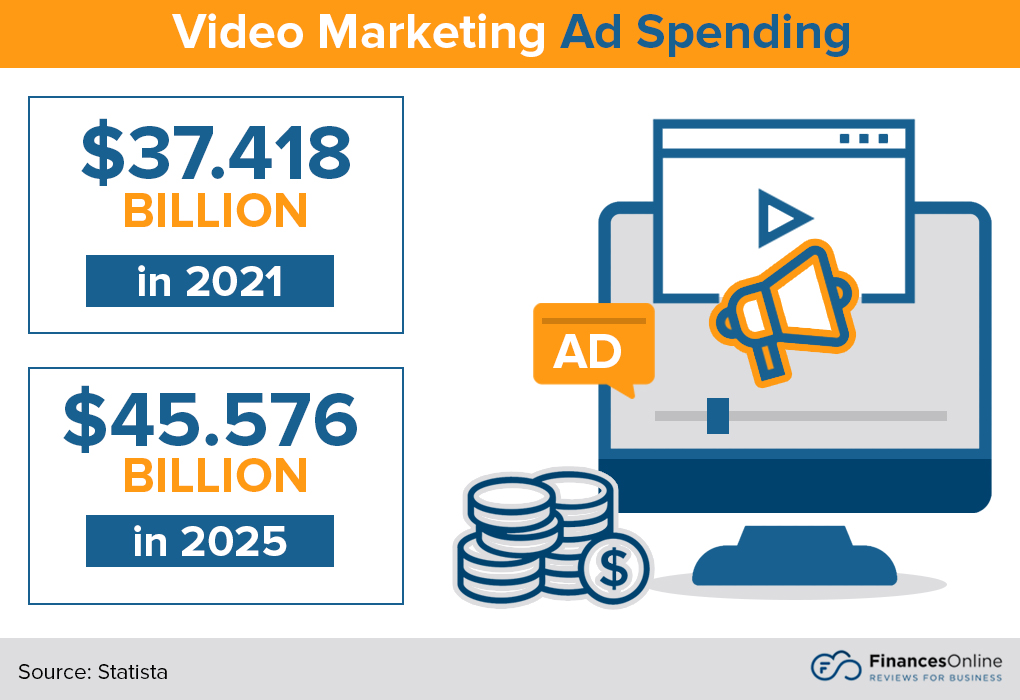 Video Marketing Ad Spending
$37.418
BILLION
in 2021
$45.576
BILLION
in 2025
AD
$
Source: Statista
FinancesOnline
REVIEWS FOR BUSINESS